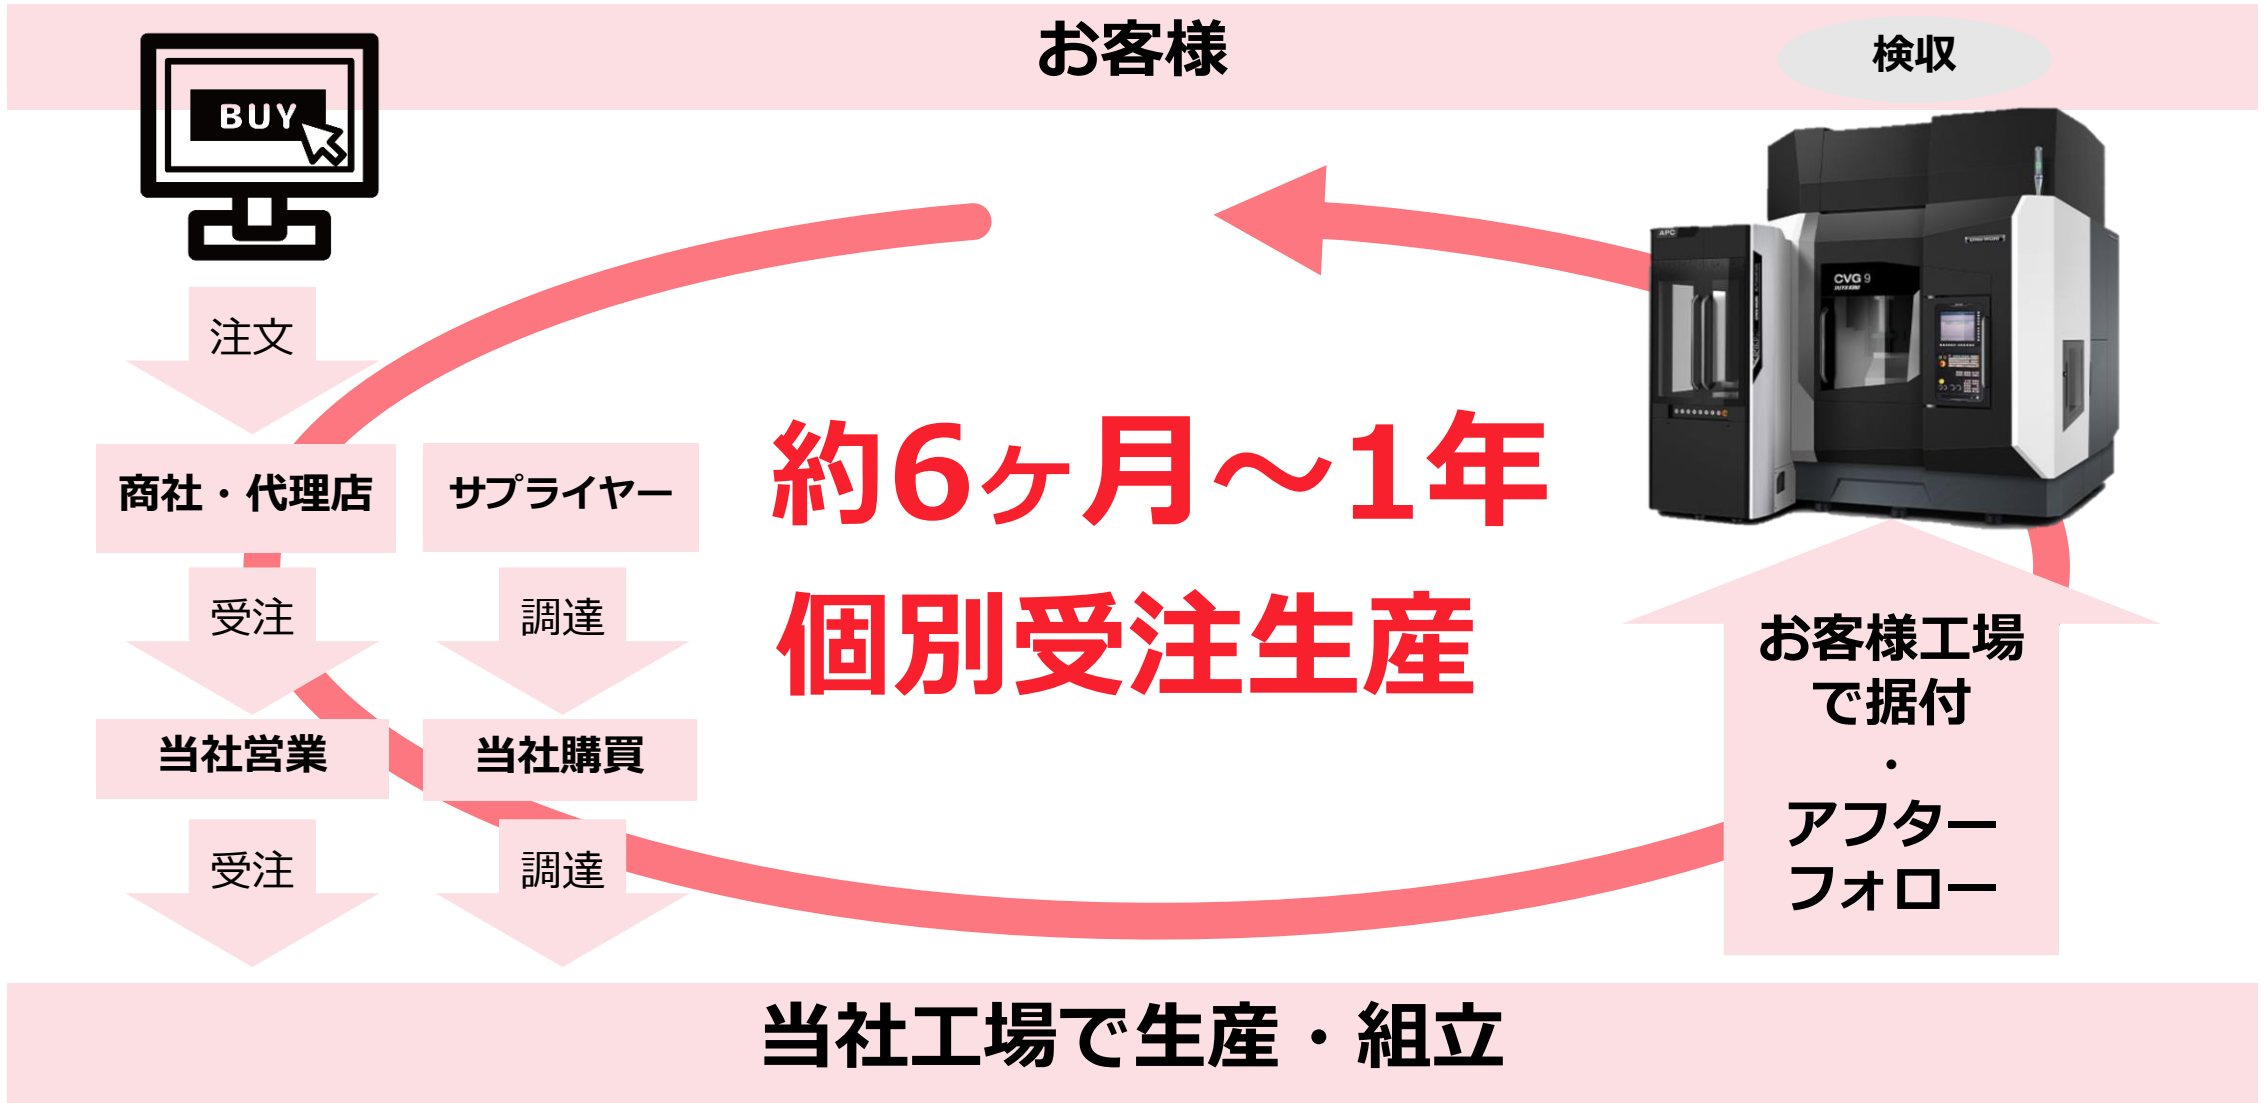 お客様
検収
BUY
注文
商社・代理店
サプライヤー
受注
調達
当社営業
当社購買
受注
調達
約6ヶ月～1年
個別受注生産
APC
CVG 9
お客様工場
で据付
・
アフター
フォロー
当社工場で生産・組立